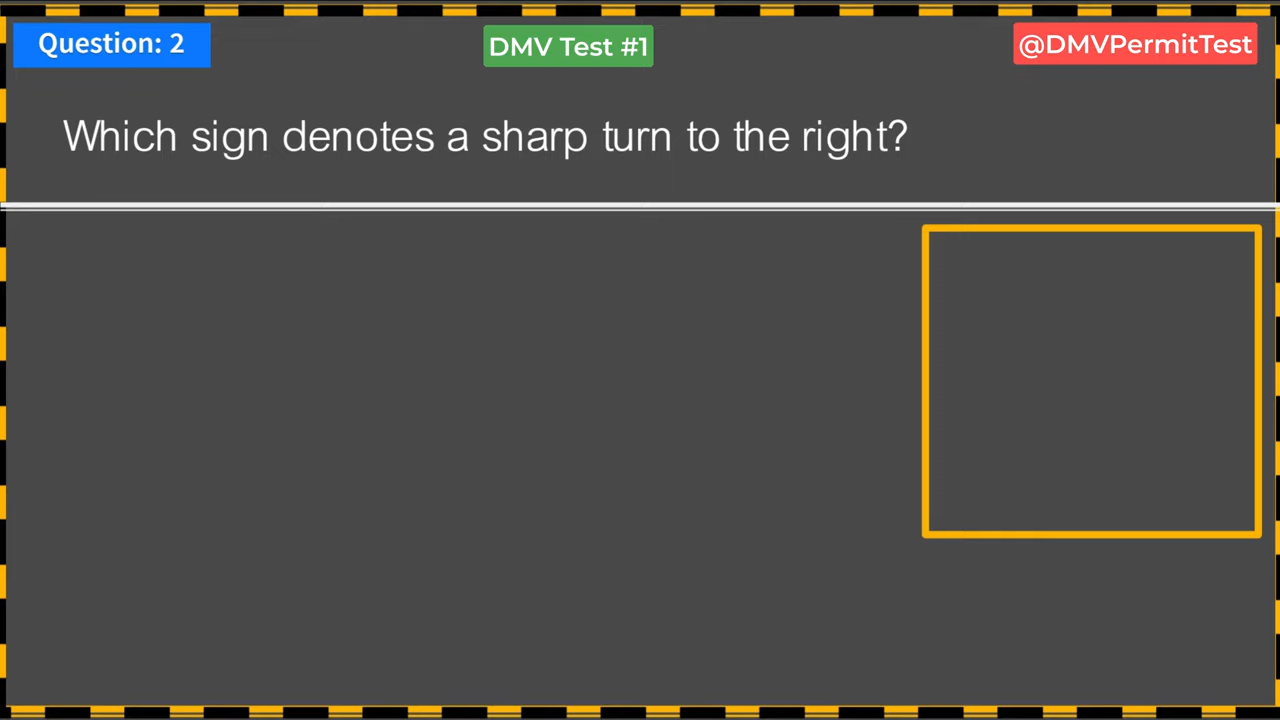 Question: 2
DMV Test #1
@DMVPermitTest
Which sign denotes a sharp turn to the right?